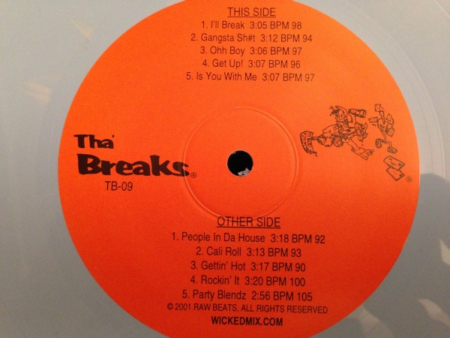 THIS SIDE
1. I'll Break 3:05 BPM 98
2. Gangsta Sh#t 3:12 BPM 94
3. Ohh Boy 3:06 BPM 97
4. Get Up! 3:07 BPM 96
5. Is You With Me 3:07 BPM 97
Tha'
Breaks®
TB-09
®
OTHER SIDE
1. People In Da House 3:18 BPM 92
2. Cali Roll 3:13 BPM 93
3. Gettin' Hot 3:17 BPM 90
4. Rockin' It 3:20 BPM 100
5. Party Blendz 2:56 BPM 105
© 2001 RAW BEATS, ALL RIGHTS RESERVED
WICKEDMIX.COM